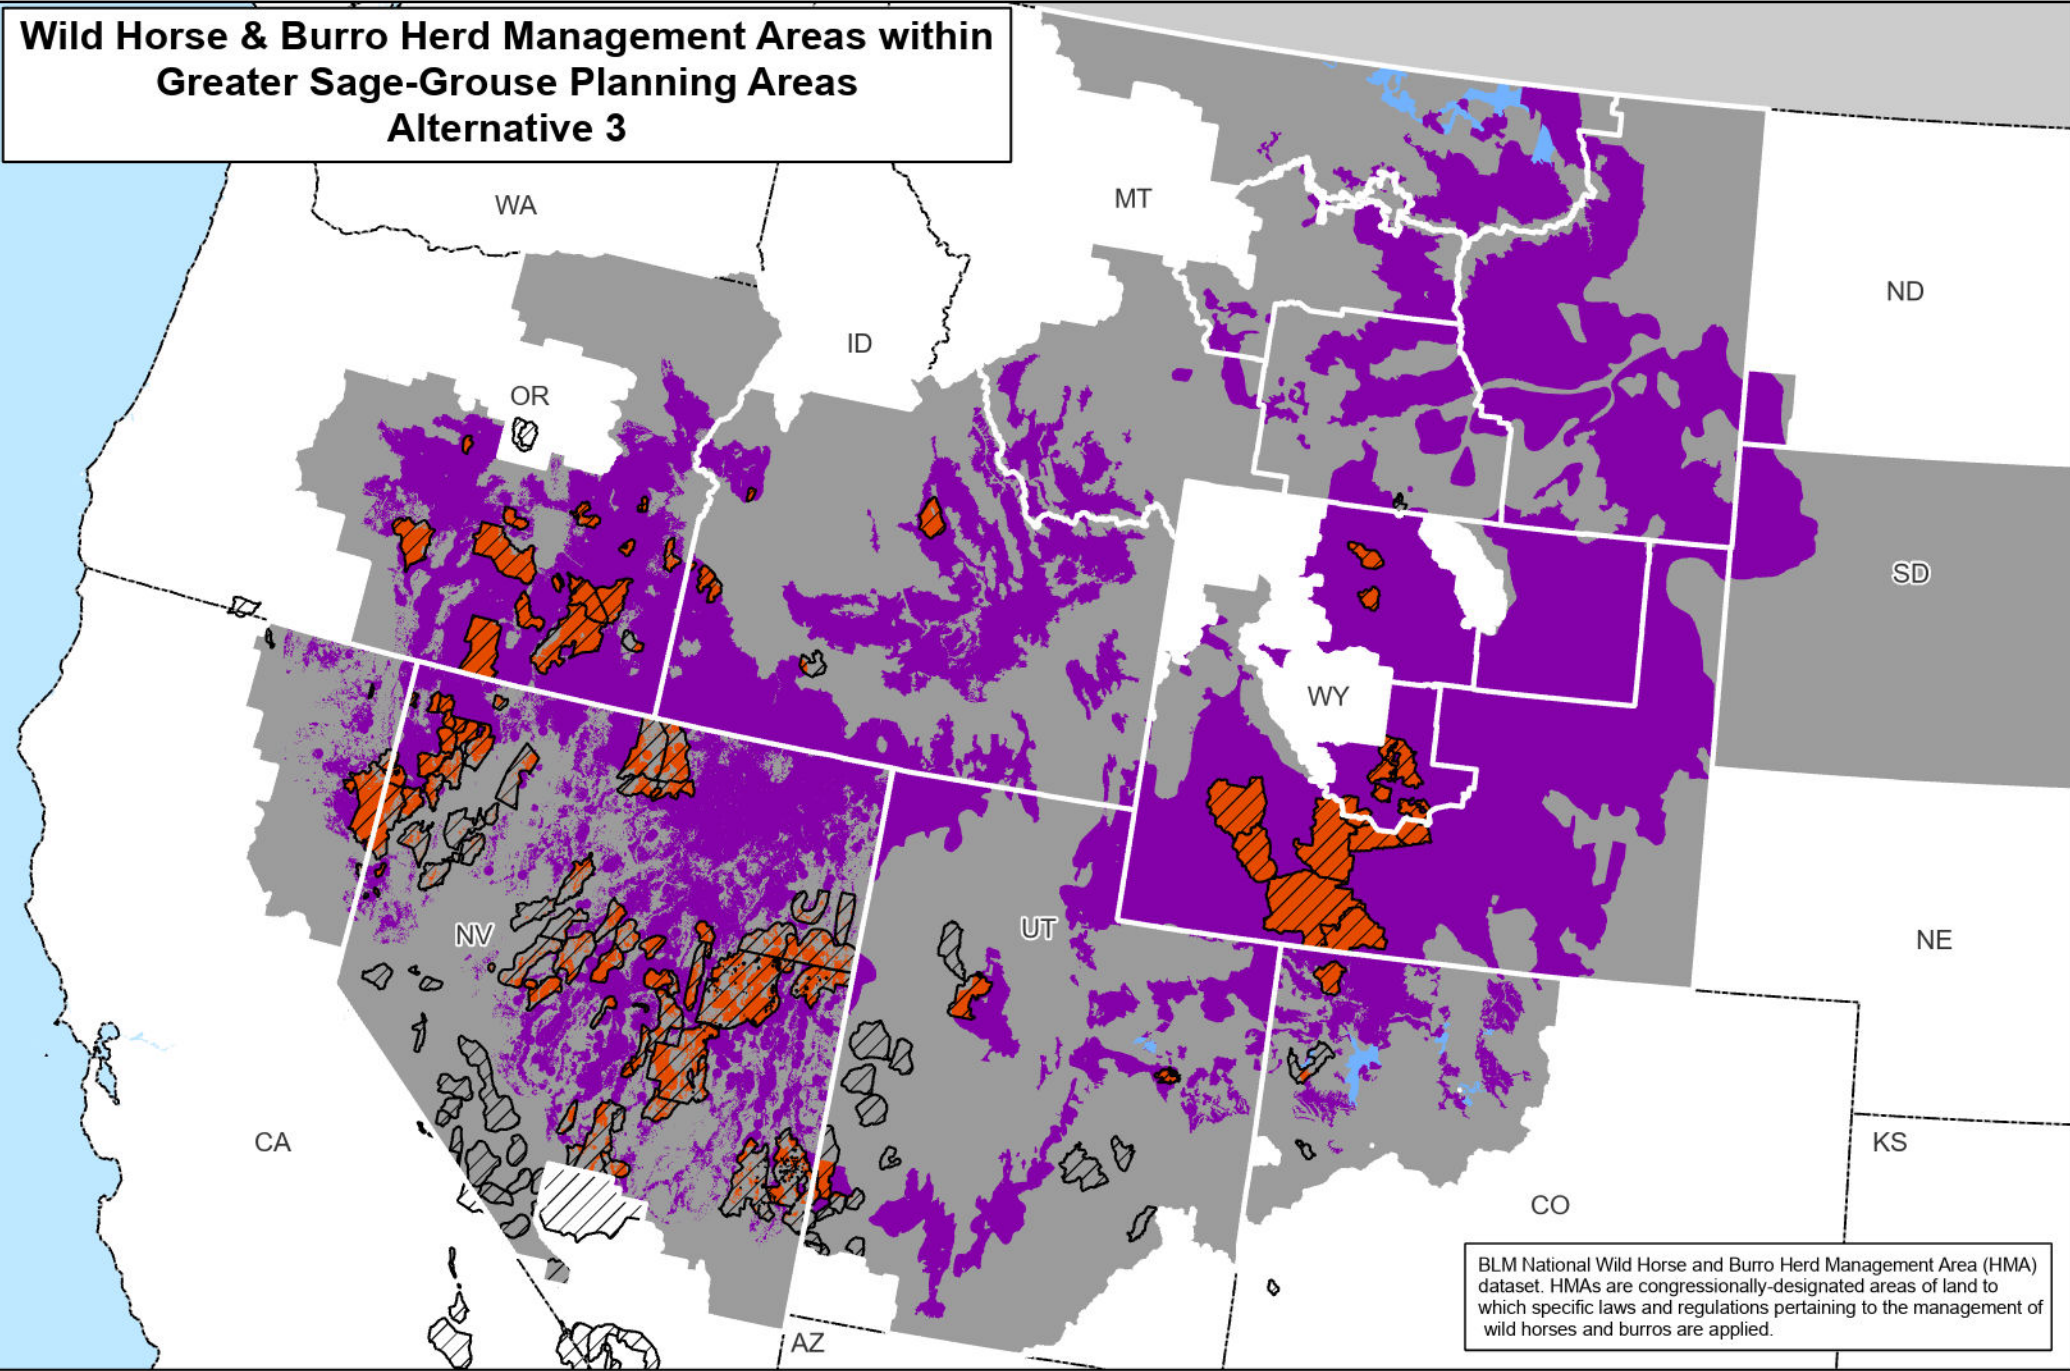 Wild Horse & Burro Herd Management Areas within
Greater Sage-Grouse Planning Areas
Alternative 3
WA
MT
ND
ID
OR
SD
WY
NV
UT
NE
CA
KS
CO
AZ
BLM National Wild Horse and Burro Herd Management Area (HMA)
dataset. HMAs are congressionally-designated areas of land to
which specific laws and regulations pertaining to the management of
wild horses and burros are applied.